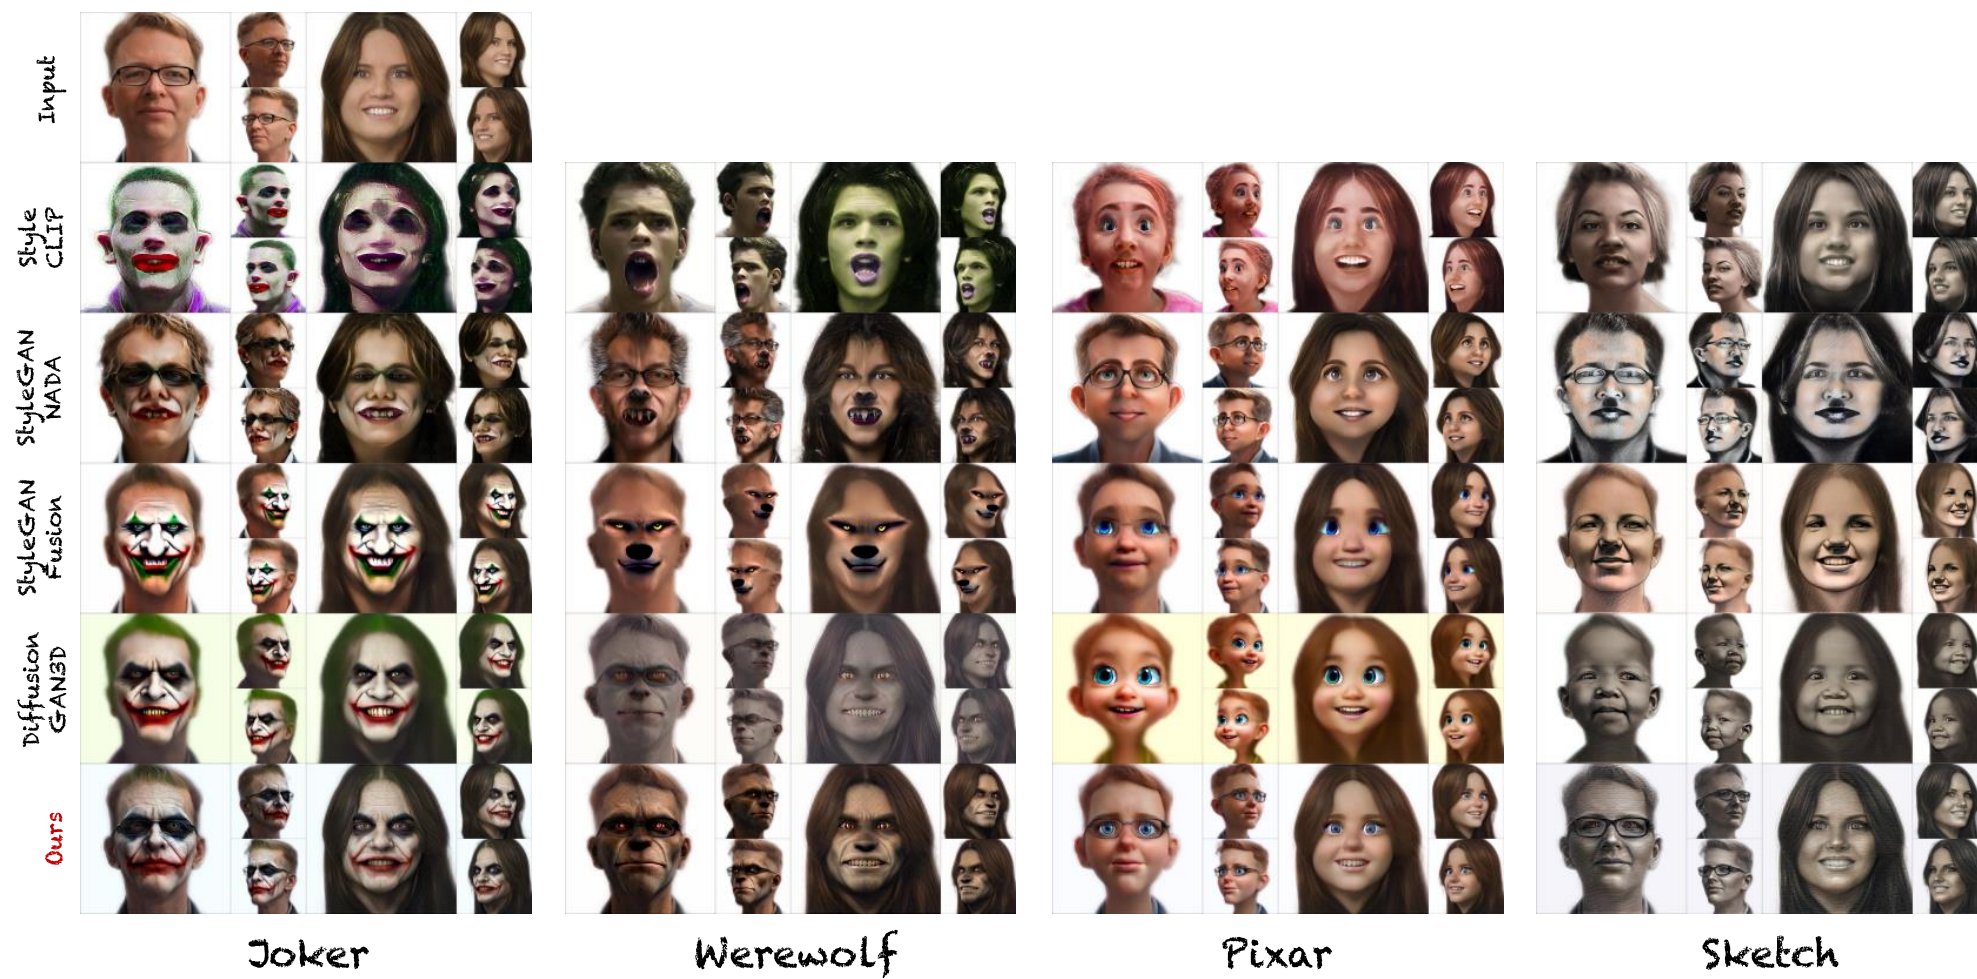 Input
Style
CLIP
StyleGAN
NADA
StyleGAN
Fusion
Diffusion
GAN3D
Ours
Joker
Werewolf
Pixar
Sketch